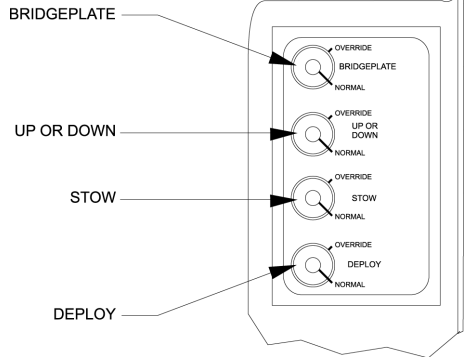 BRIDGEPLATE
OVERRIDE
BRIDGEPLATE
NORMAL
UP OR DOWN
OVERRIDE
UP OR
DOWN
NORMAL
STOW
OVERRIDE
STOW
NORMAL
DEPLOY
OVERRIDE
DEPLOY
NORMAL